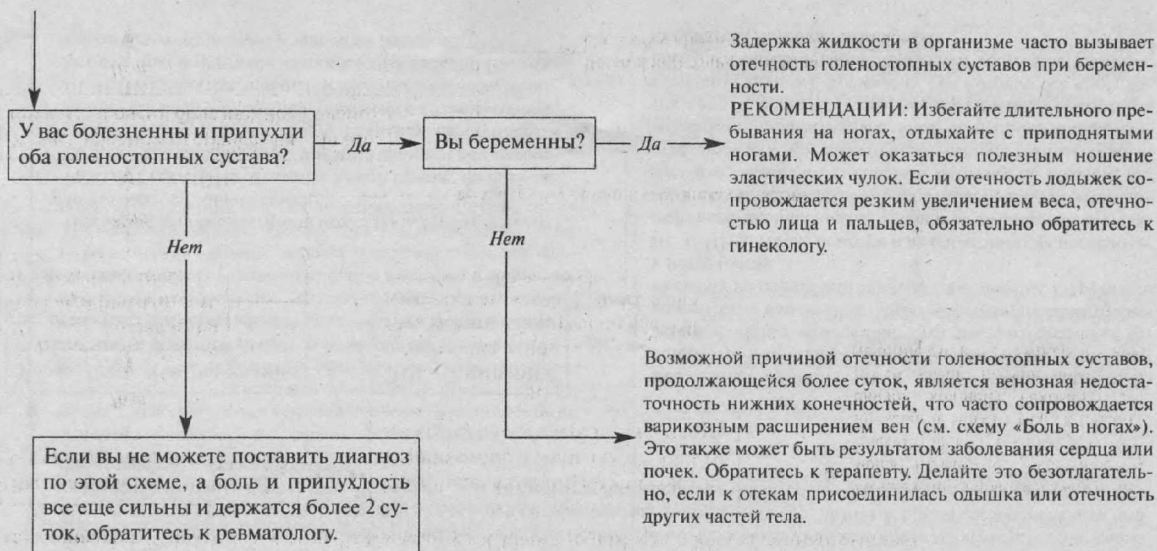 У вас болезненны и припухли
оба голеностопных сустава?
Да
Вы беременны?
Да
Задержка жидкости в организме часто вызывает
отечность голеностопных суставов при беремен-
ности.
РЕКОМЕНДАЦИИ: Избегайте длительного пре-
бывания на ногах, отдыхайте с приподнятыми
ногами. Может оказаться полезным ношение
эластических чулок. Если отечность лодыжек со-
провождается резким увеличением веса, отечно-
стью лица и пальцев, обязательно обратитесь к
гинекологу.
Нет
Нет
Возможной причиной отечности голеностопных суставов,
продолжающейся более суток, является венозная недоста-
точность нижних конечностей, что часто сопровождается
варикозным расширением вен (см. схему «Боль в ногах»).
Это уже может быть результатом заболевания сердца или
почек. Обратитесь к терапевту. Делайте это безотлагатель-
но, если к отекам присоединилась одышка или отечность
других частей тела.
Если вы не можете поставить диагноз
по этой схеме, а боль и припухлость
все еще сильны и держатся более 2 су-
ток, обратитесь к ревматологу.